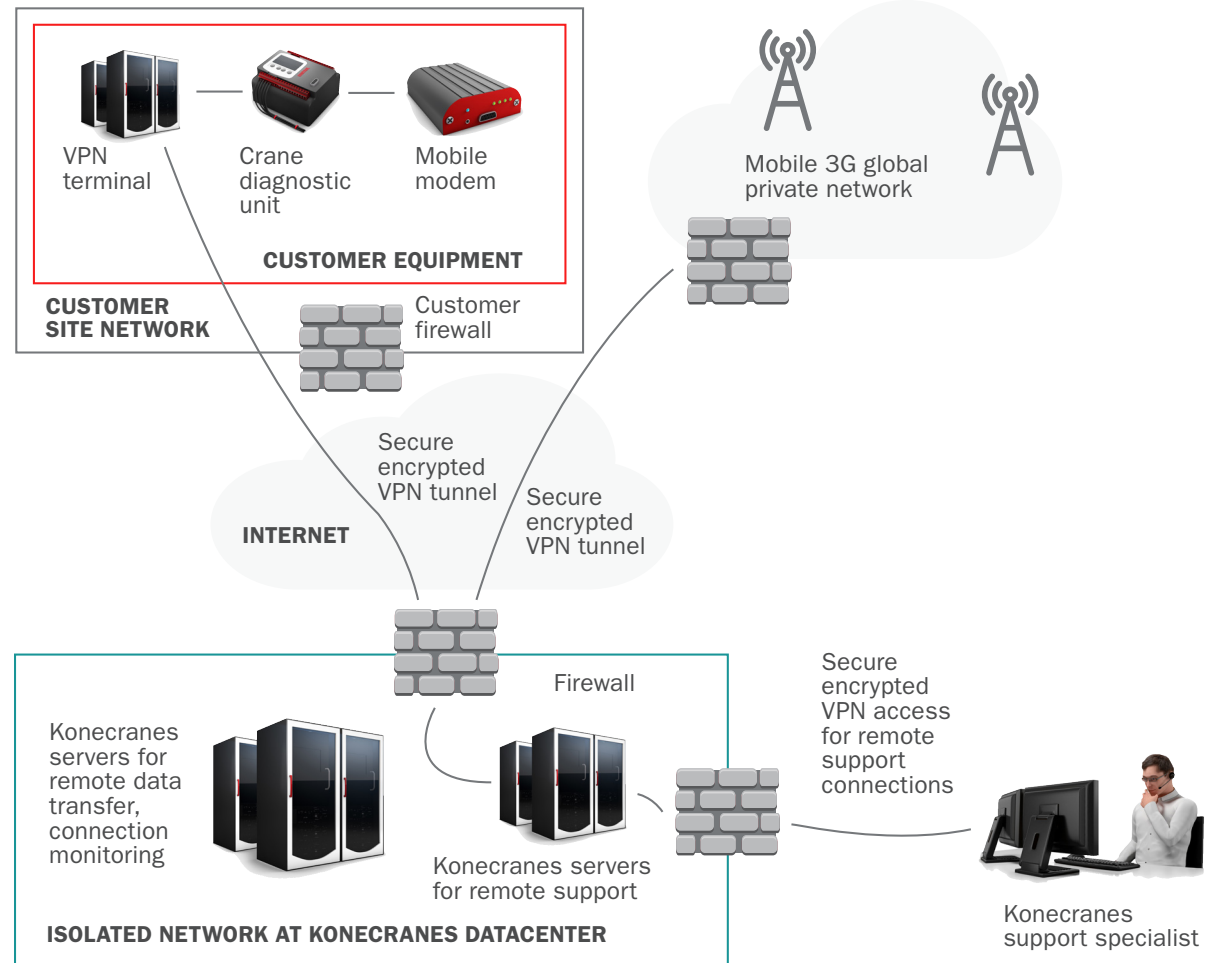 VPN
terminal
Crane
diagnostic
unit
Mobile
modem
CUSTOMER EQUIPMENT
CUSTOMER
SITE NETWORK
Customer
firewall
Mobile 3G global
private network
Secure
encrypted
VPN tunnel
Secure
encrypted
VPN tunnel
INTERNET
Firewall
Konecranes
servers for
remote data
transfer,
connection
monitoring
Konecranes servers
for remote support
ISOLATED NETWORK AT KONECRANES DATACENTER
Secure
encrypted
VPN access
for remote
support
connections
Konecranes
support specialist